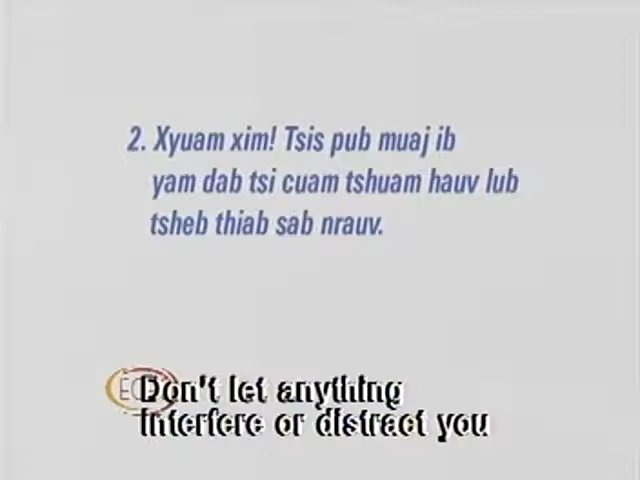 2. Xyuam xim! Tsis pub muaj ib
yam dab tsi cuam tshuam hauv lub
tsheb thiab sab nrauv.
Don't let anything
interfere or distract you